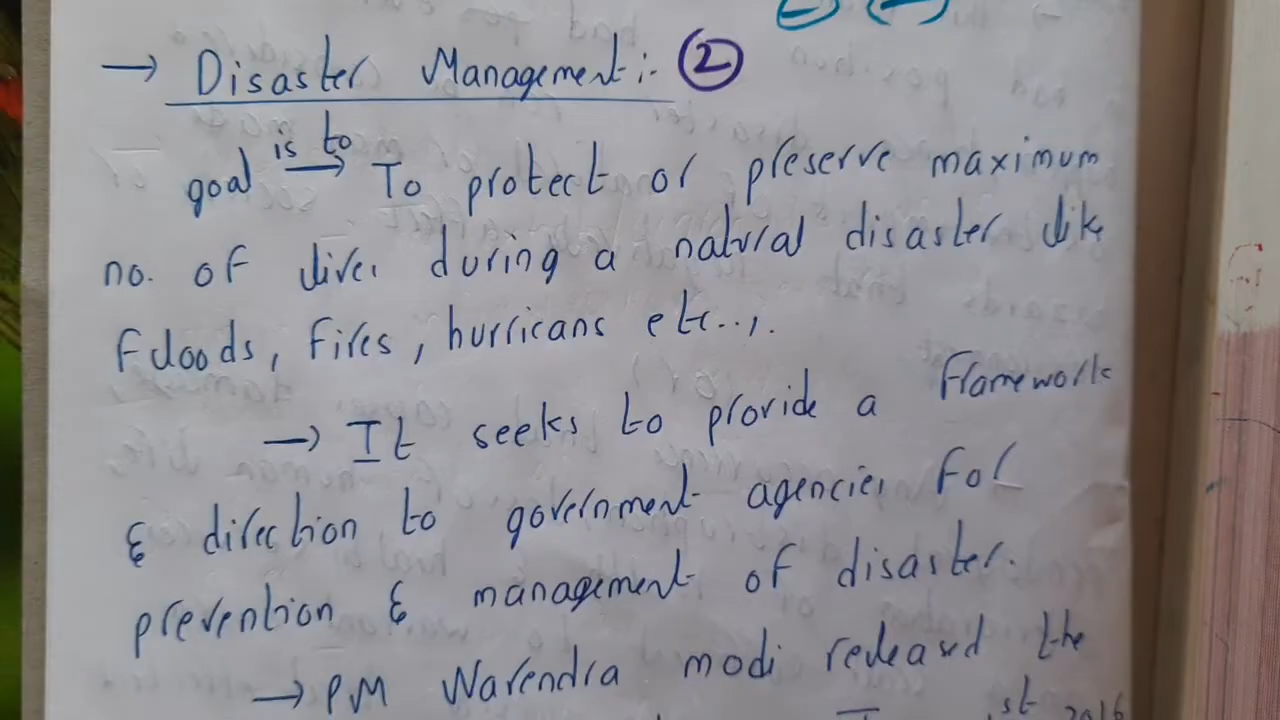 → Disaster Management :- ②
goal is to → To protect or preserve maximum
no. of lives during a natural disaster like
Floods, Fires, hurricans etc..,.
→ It seeks to provide a Framework
& direction to government agencies For
prevention & management of disaster.
→ PM Narendra modi released the
1st 2016